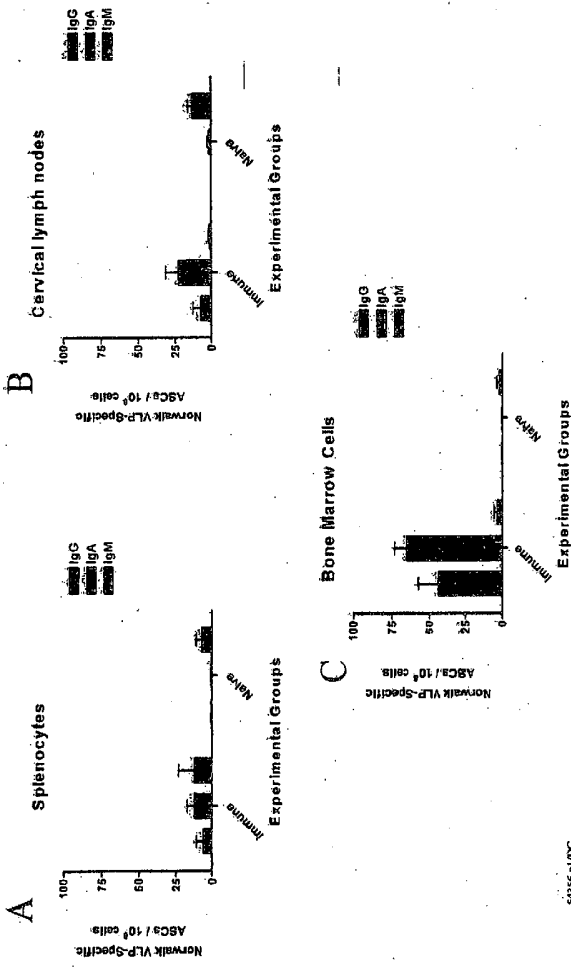 A
Splenocytes
IgG
IgA
IgM
Norwalk VLP-Specific
ASCs / 10⁶ cells
100
75
50
25
0
Immune
Naive
Experimental Groups
B
Cervical lymph nodes
IgG
IgA
IgM
Norwalk VLP-Specific
ASCs / 10⁶ cells
100
75
50
25
0
Immune
Naive
Experimental Groups
C
Bone Marrow Cells
IgG
IgA
IgM
Norwalk VLP-Specific
ASCs / 10⁶ cells
100
75
50
25
0
Immune
Naive
Experimental Groups